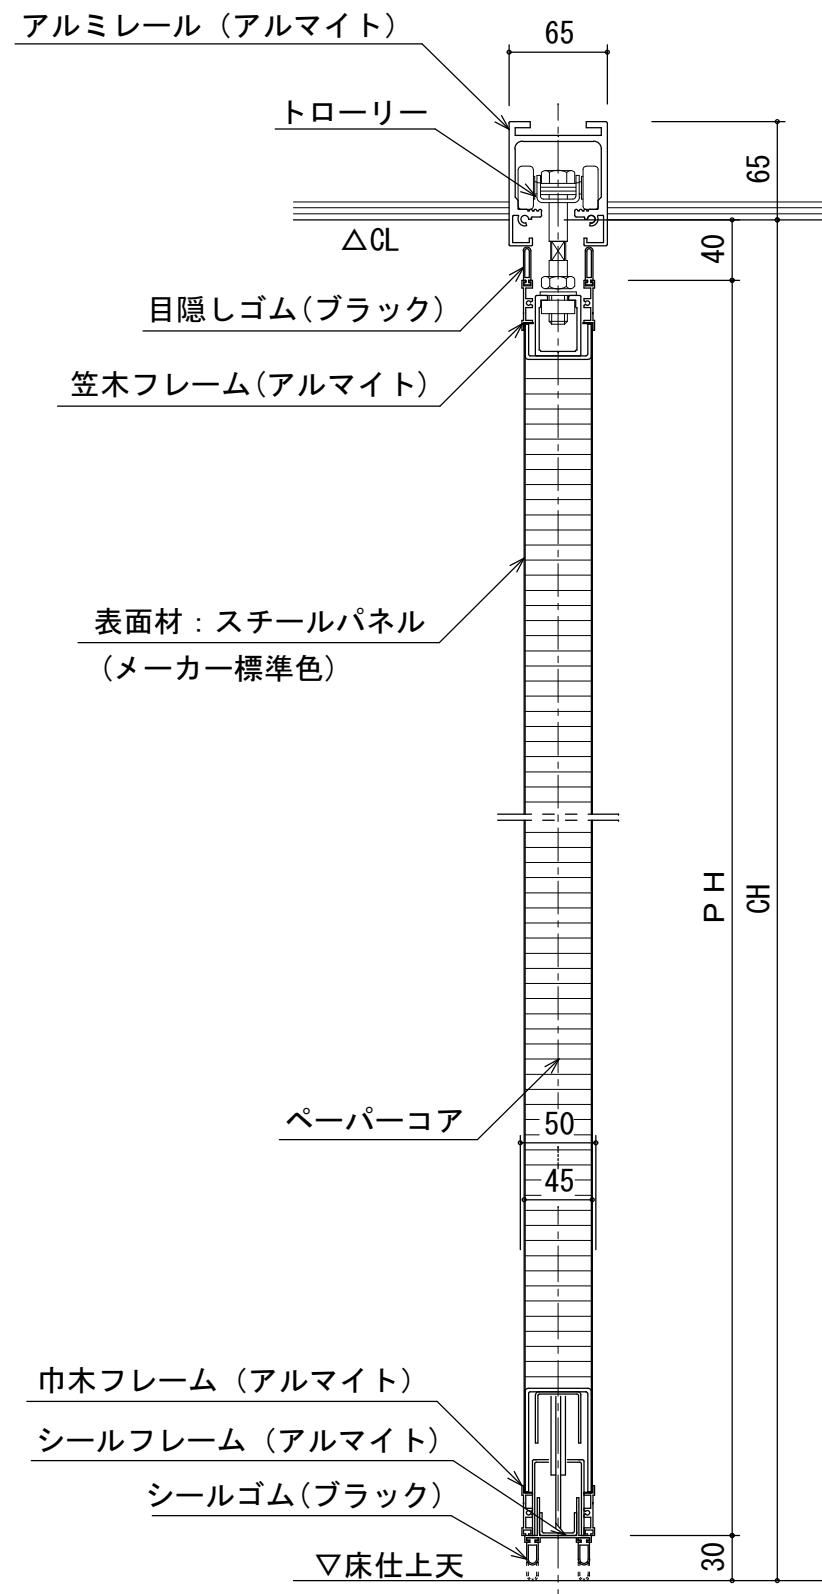 アルミレール（アルマイト）
65
トローリー
65
△CL
40
目隠しゴム(ブラック)
笠木フレーム(アルマイト)
表面材：スチールパネル
（メーカー標準色）
ＰＨ
CH
ペーパーコア
50
45
巾木フレーム（アルマイト）
シールフレーム（アルマイト）
シールゴム(ブラック)
▽床仕上天
30